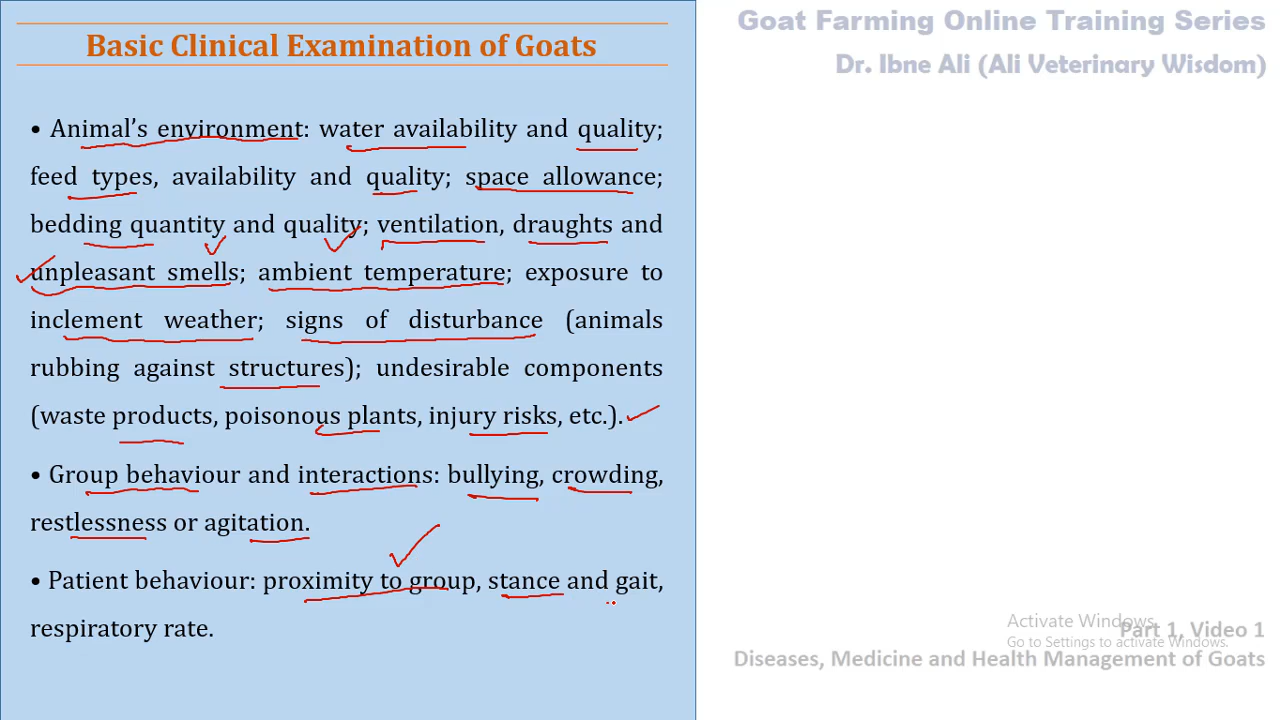 Basic Clinical Examination of Goats
• Animal’s environment: water availability and quality;
feed types, availability and quality; space allowance;
bedding quantity and quality; ventilation, draughts and
unpleasant smells; ambient temperature; exposure to
inclement weather; signs of disturbance (animals
rubbing against structures); undesirable components
(waste products, poisonous plants, injury risks, etc.).
• Group behaviour and interactions: bullying, crowding,
restlessness or agitation.
• Patient behaviour: proximity to group, stance and gait,
respiratory rate.
Goat Farming Online Training Series
Dr. Ibne Ali (Ali Veterinary Wisdom)
Activate Windows
Part 1, Video 1
Go to Settings to activate Windows.
Diseases, Medicine and Health Management of Goats